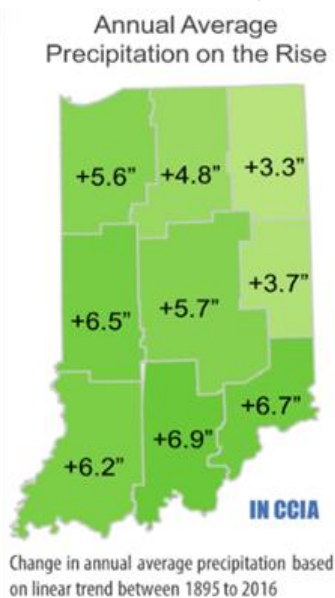 Annual Average
Precipitation on the Rise
+5.6” +4.8” +3.3”
+3.7”
+6.5” +5.7”
+6.7”
+6.2” +6.9”
IN CCIA
Change in annual average precipitation based
on linear trend between 1895 to 2016